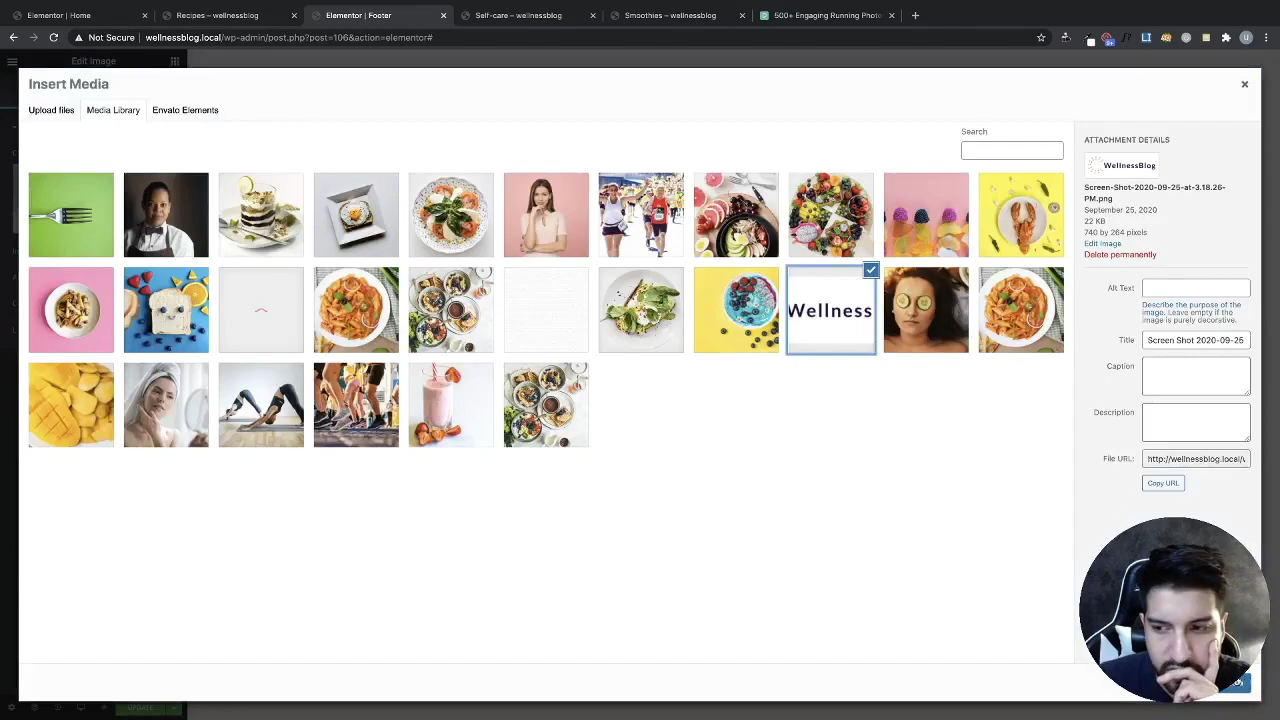 Elementor | Home
Recipes – wellnessblog
Elementor | Footer
Self-care – wellnessblog
Smoothies – wellnessblog
500+ Engaging Running Photo
Not Secure | wellnessblog.local/wp-admin/post.php?post=106&action=elementor#
Edit Image
Insert Media
Upload files
Media Library
Envato Elements
Search
ATTACHMENT DETAILS
WellnessBlog
Screen-Shot-2020-09-25-at-3.18.26-
PM.png
September 25, 2020
22 KB
740 by 264 pixels
Edit image
Delete permanently
Alt Text
Describe the purpose of the
image. Leave empty if the
image is purely decorative.
Title
Screen Shot 2020-09-25
Caption
Description
File URL:
http://wellnessblog.local/
Copy URL
Wellness
UPDATE